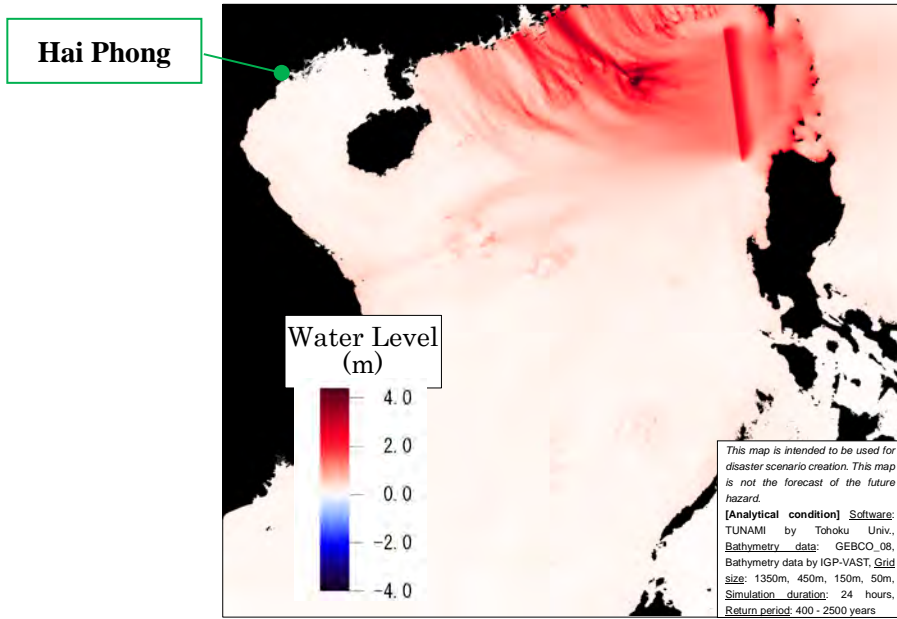 Hai Phong
Water Level
(m)
4.0
2.0
0.0
-2.0
-4.0
This map is intended to be used for
disaster scenario creation. This map
is not the forecast of the future
hazard.
[Analytical condition] Software:
TUNAMI by Tohoku Univ.,
Bathymetry data: GEBCO_08,
Bathymetry data by IGP-VAST, Grid
size: 1350m, 450m, 150m, 50m,
Simulation duration: 24 hours,
Return period: 400 - 2500 years